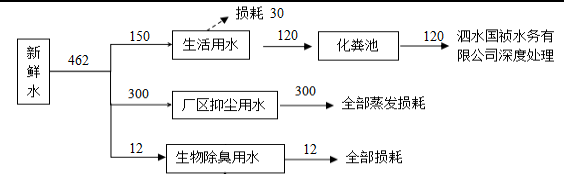 损耗 30
新鲜水
462
150
生活用水
120
化粪池
120
泗水国祯水务有
限公司深度处理
300
厂区抑尘用水
300
全部蒸发损耗
12
生物除臭用水
12
全部损耗